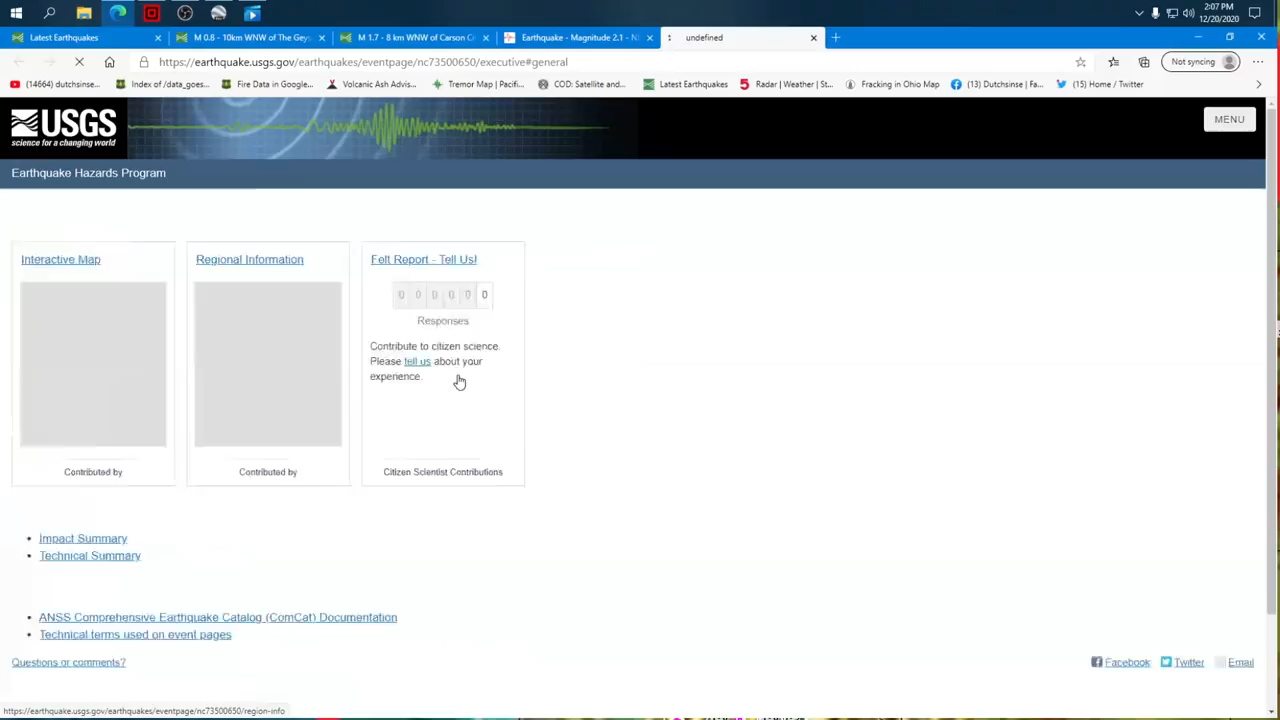 2:07 PM
12/20/2020
Latest Earthquakes
M 0.8 - 10km WNW of The Gey
M 1.7 - 8 km WNW of Carson C
Earthquake - Magnitude 2.1 - N
undefined
https://earthquake.usgs.gov/earthquakes/eventpage/nc73500650/executive#general
Not syncing
(14664) dutchsinse...
Index of /data_goes...
Fire Data in Google...
Volcanic Ash Advis...
Tremor Map | Pacifi...
COD: Satellite and...
Latest Earthquakes
Radar | Weather | St...
Fracking in Ohio Map
(13) Dutchsinse | Fa...
(15) Home / Twitter
USGS
science for a changing world
MENU
Earthquake Hazards Program
Interactive Map
Regional Information
Felt Report - Tell Us!
0 0 0 0 0 0
Responses
Contribute to citizen science.
Please tell us about your
experience.
Contributed by
Contributed by
Citizen Scientist Contributions
• Impact Summary
• Technical Summary
• ANSS Comprehensive Earthquake Catalog (ComCat) Documentation
• Technical terms used on event pages
Questions or comments?
Facebook
Twitter
Email
https://earthquake.usgs.gov/earthquakes/eventpage/nc73500650/region-info